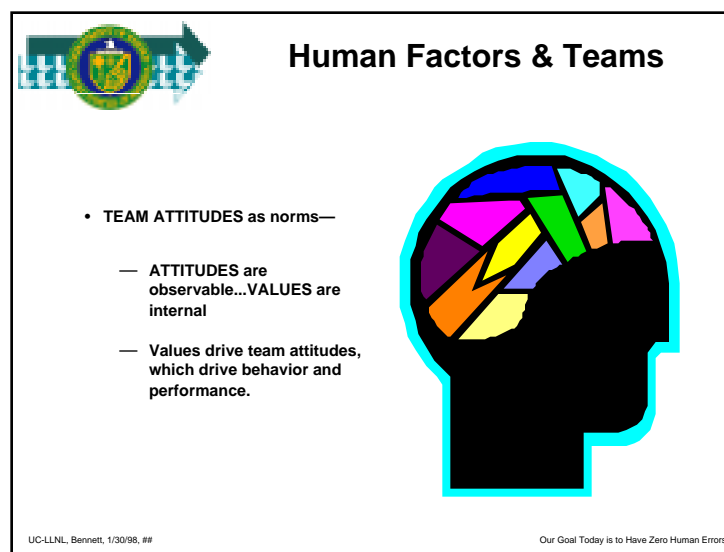 Human Factors & Teams
• TEAM ATTITUDES as norms—
— ATTITUDES are
observable...VALUES are
internal
— Values drive team attitudes,
which drive behavior and
performance.
UC-LLNL, Bennett, 1/30/98, ##
Our Goal Today is to Have Zero Human Errors